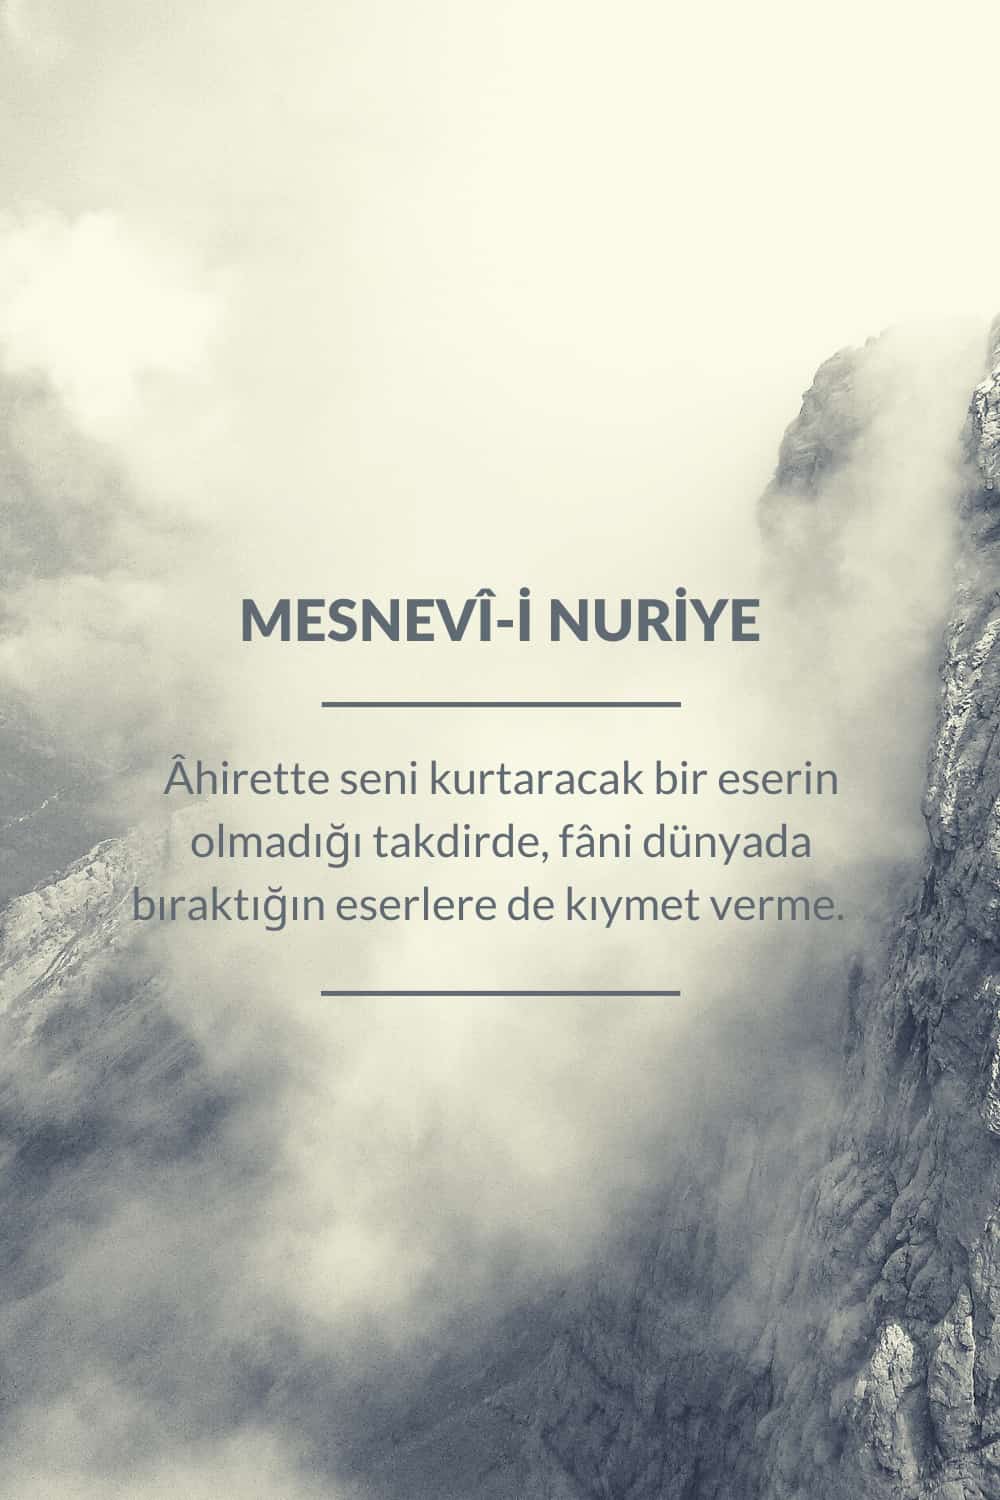 MESNEVÎ-İ NURİYE
Âhirette seni kurtaracak bir eserin
olmadığı takdirde, fâni dünyada
bıraktığın eserlere de kıymet verme.